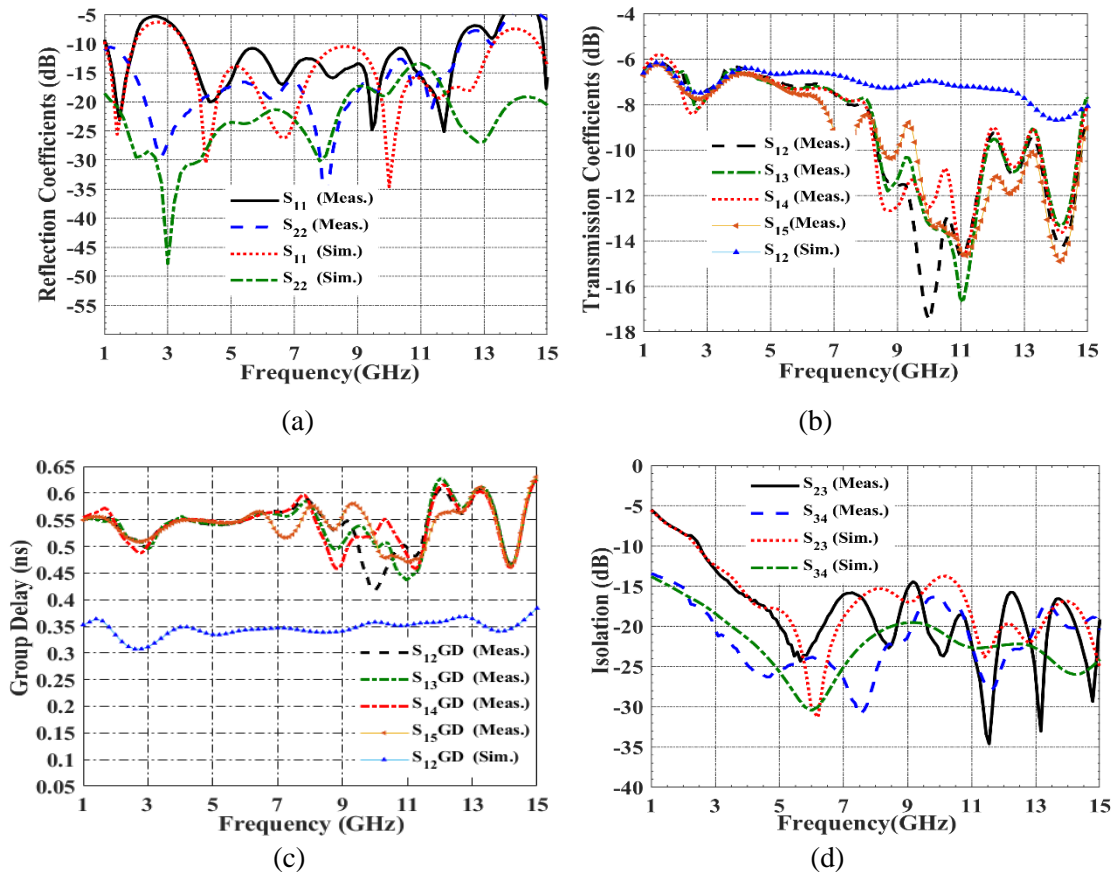 -5
-10
-15
-20
-25
-30
-35
-40
-45
-50
-55
Reflection Coefficients (dB)
S11 (Meas.)
S22 (Meas.)
S11 (Sim.)
S22 (Sim.)
1 3 5 7 9 11 13 15
Frequency(GHz)
(a)
-4
-6
-8
-10
-12
-14
-16
-18
Transmission Coefficients (dB)
S12 (Meas.)
S13 (Meas.)
S14 (Meas.)
S15(Meas.)
S12 (Sim.)
1 3 5 7 9 11 13 15
Frequency(GHz)
(b)
0.65
0.6
0.55
0.5
0.45
0.4
0.35
0.3
0.25
0.2
0.15
0.1
0.05
Group Delay (ns)
S12GD (Meas.)
S13GD (Meas.)
S14GD (Meas.)
S15GD (Meas.)
S12GD (Sim.)
1 3 5 7 9 11 13 15
Frequency (GHz)
(c)
0
-5
-10
-15
-20
-25
-30
-35
-40
Isolation (dB)
S23 (Meas.)
S34 (Meas.)
S23 (Sim.)
S34 (Sim.)
1 3 5 7 9 11 13 15
Frequency(GHz)
(d)